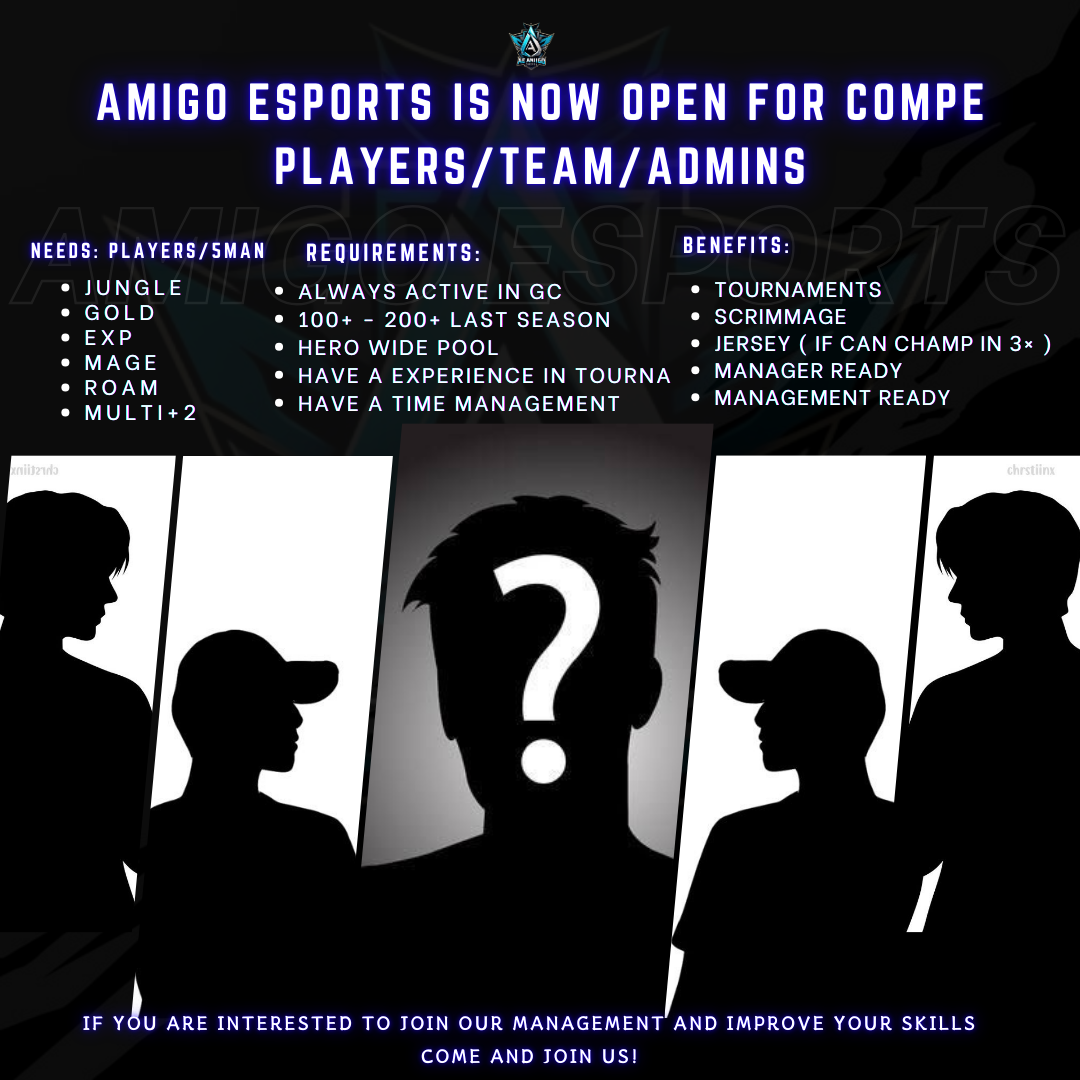 AMIGO ESPORTS IS NOW OPEN FOR COMPE
PLAYERS/TEAM/ADMINS
AMIGO ESPORTS
NEEDS: PLAYERS/5MAN
JUNGLE
GOLD
EXP
MAGE
ROAM
MULTI+2
REQUIREMENTS:
ALWAYS ACTIVE IN GC
100+ - 200+ LAST SEASON
HERO WIDE POOL
HAVE A EXPERIENCE IN TOURNA
HAVE A TIME MANAGEMENT
BENEFITS:
TOURNAMENTS
SCRIMMAGE
JERSEY ( IF CAN CHAMP IN 3× )
MANAGER READY
MANAGEMENT READY
chrstiinx
chrstiinx
?
IF YOU ARE INTERESTED TO JOIN OUR MANAGEMENT AND IMPROVE YOUR SKILLS
COME AND JOIN US!